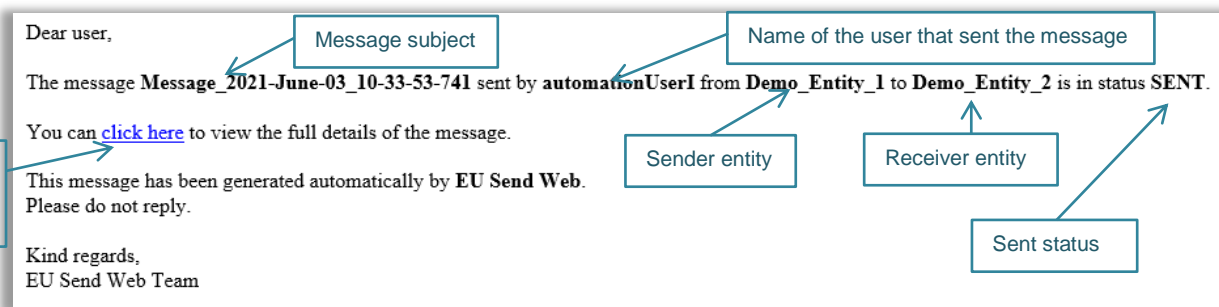 Dear user,
Message subject
Name of the user that sent the message
The message Message_2021-June-03_10-33-53-741 sent by automationUserI from Demo_Entity_1 to Demo_Entity_2 is in status SENT.
You can click here to view the full details of the message.
Sender entity
Receiver entity
This message has been generated automatically by EU Send Web.
Please do not reply.
Sent status
Kind regards,
EU Send Web Team